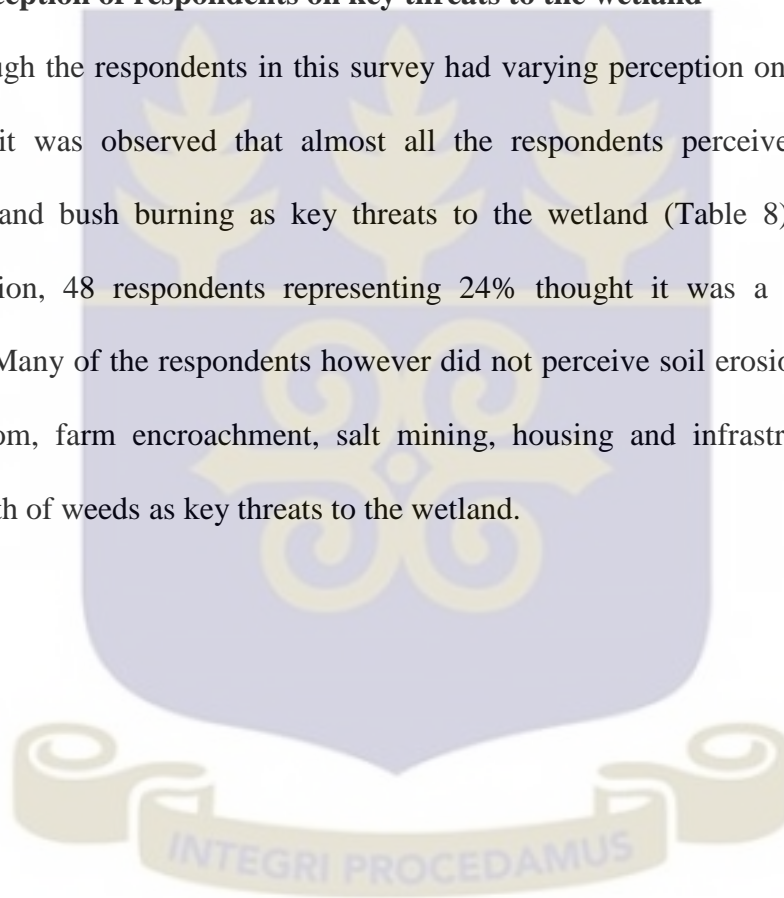 ception of respondents on key threats to the wetland
ugh the respondents in this survey had varying perception on
it was observed that almost all the respondents perceive
and bush burning as key threats to the wetland (Table 8)
ion, 48 respondents representing 24% thought it was a
Many of the respondents however did not perceive soil erosio
om, farm encroachment, salt mining, housing and infrastr
th of weeds as key threats to the wetland.
INTEGRI PROCEDAMUS